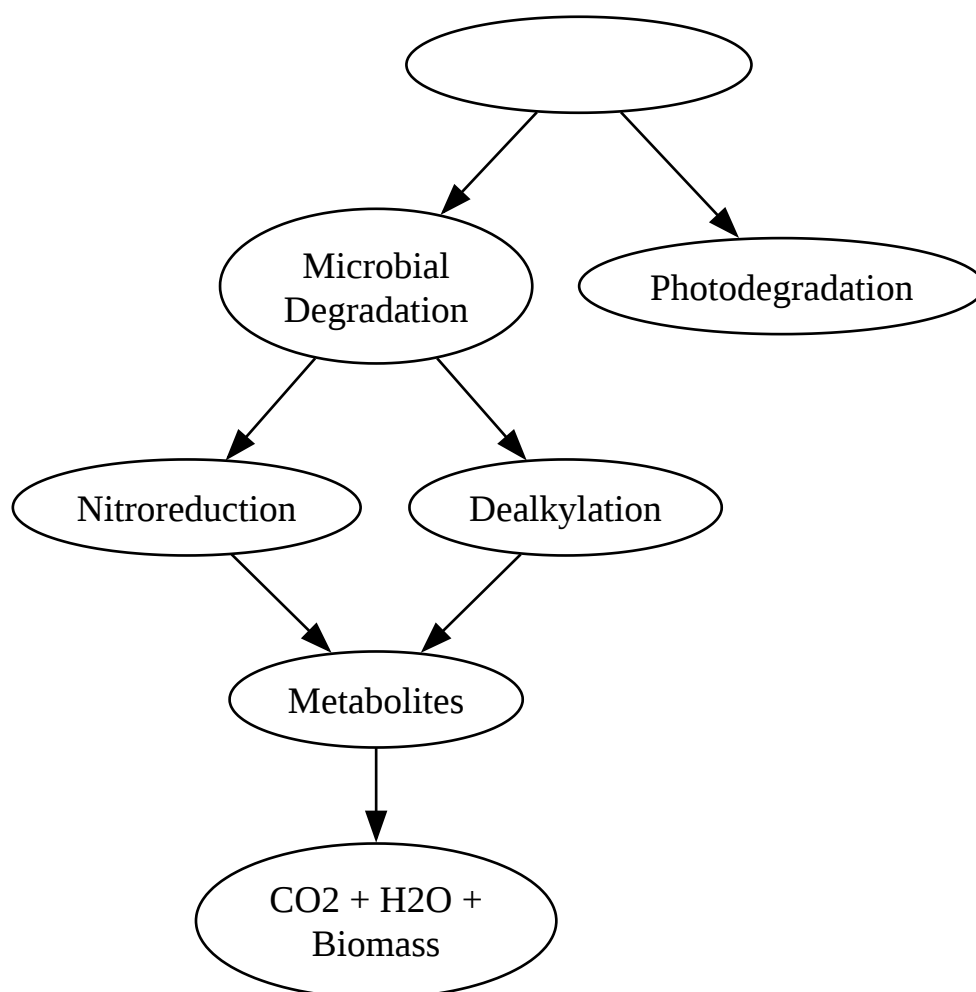 Microbial
Degradation
Photodegradation
Nitroreduction
Dealkylation
Metabolites
CO2 + H2O +
Biomass